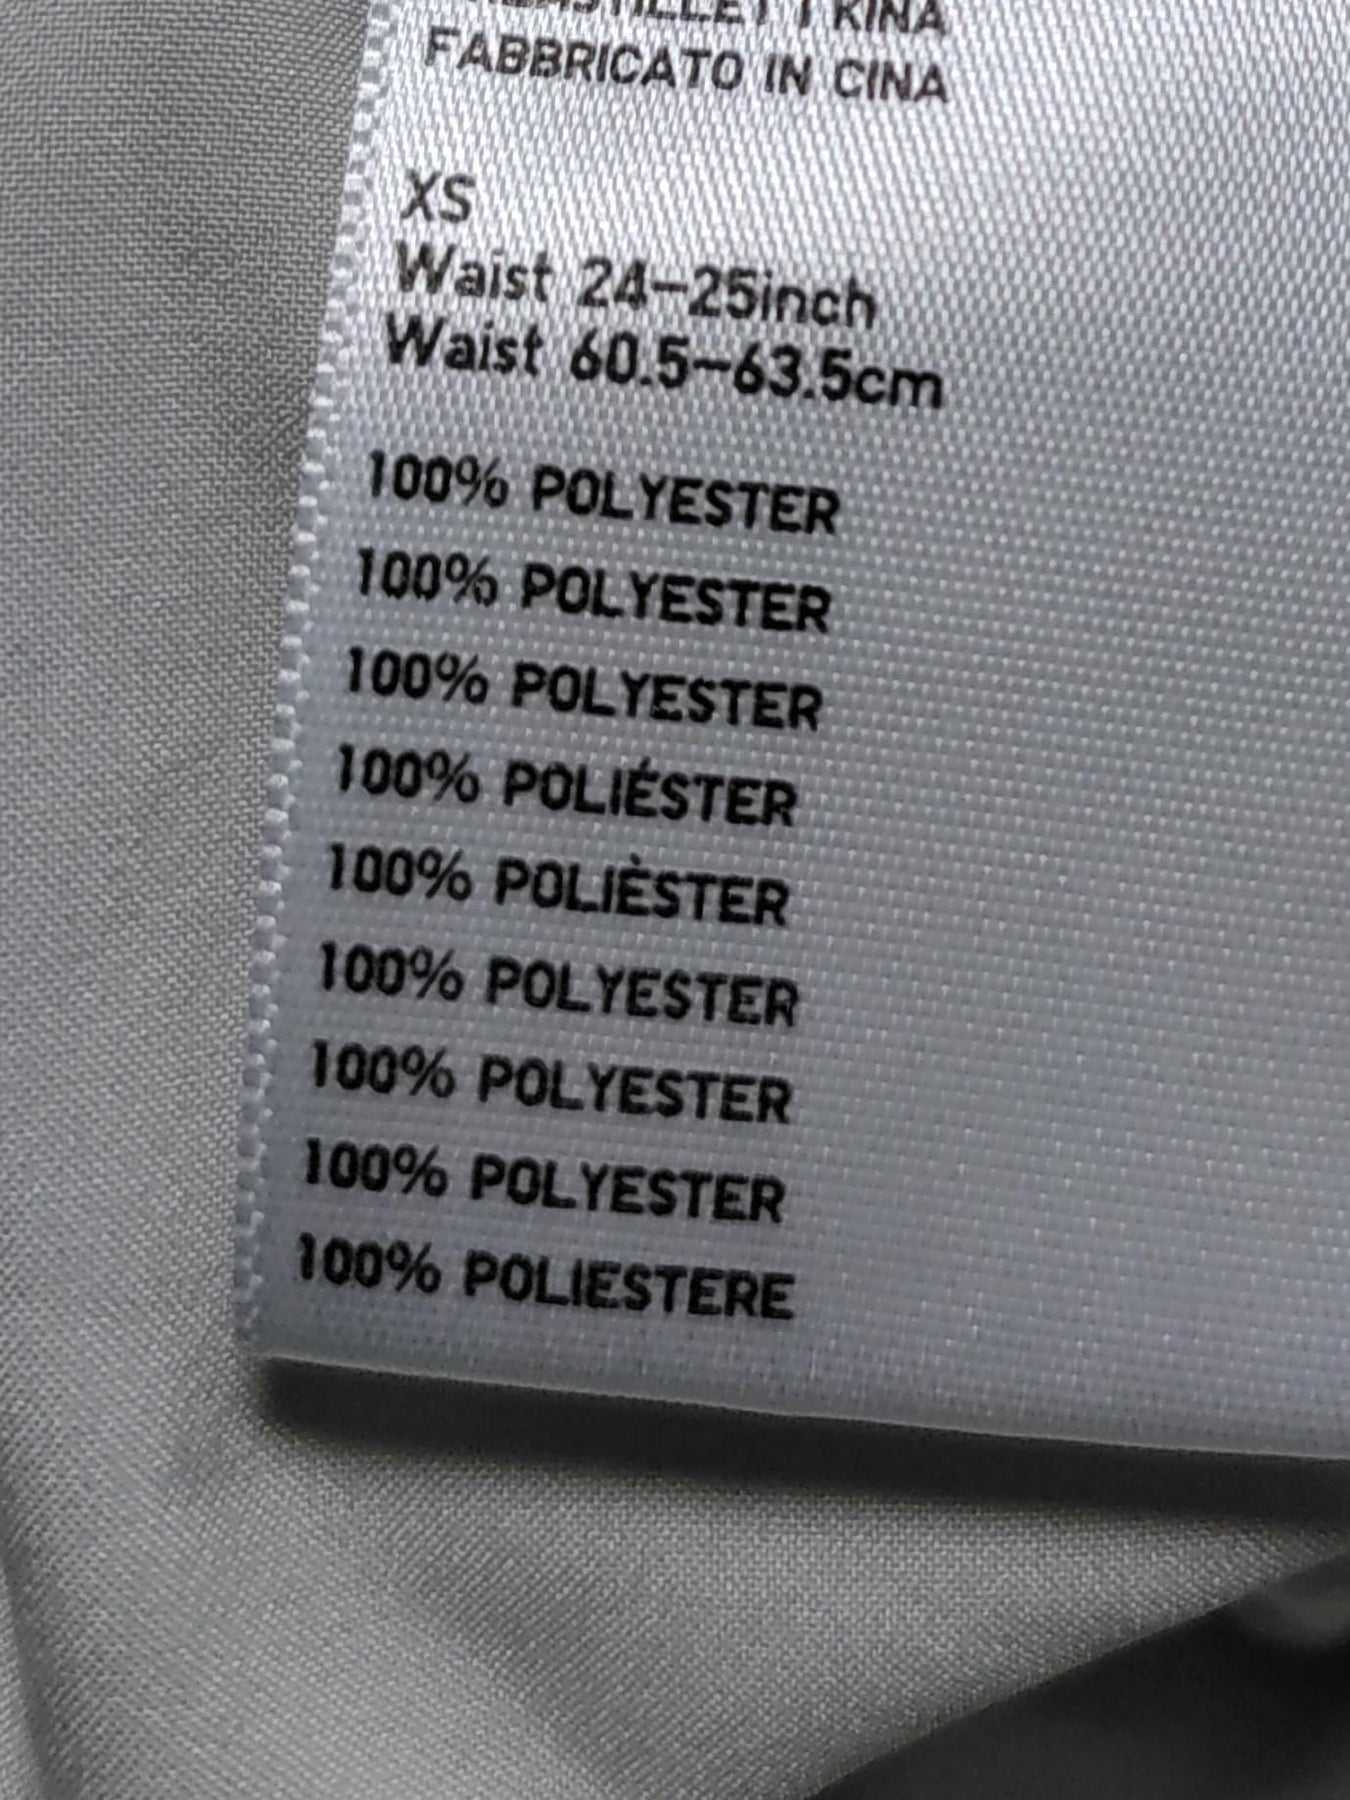 I KINA
FABBRICATO IN CINA
XS
Waist 24-25inch
Waist 60.5-63.5cm
100% POLYESTER
100% POLYESTER
100% POLYESTER
100% POLIÉSTER
100% POLIÈSTER
100% POLYESTER
100% POLYESTER
100% POLYESTER
100% POLIESTERE